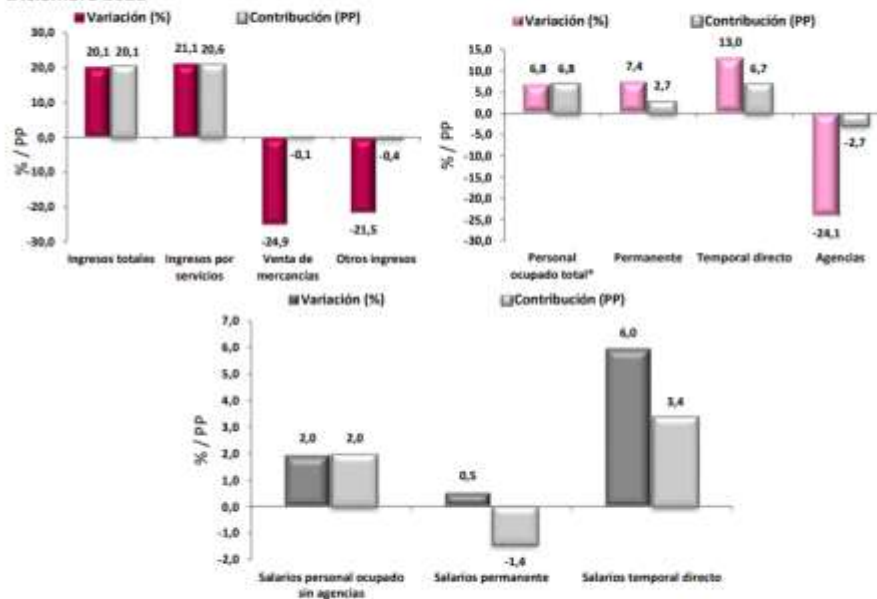 Variación (%) Contribución (PP)
30,0
20,0
10,0
0,0
-10,0
-20,0
-30,0
% / PP
20,1 20,1
21,1 20,6
-24,9
-0,1
-21,5
-0,4
Ingresos totales
Ingresos por servicios
Venta de mercancías
Otros ingresos
Variación (%) Contribución (PP)
15,0
10,0
5,0
0,0
-5,0
-10,0
-15,0
-20,0
-25,0
-30,0
% / PP
6,8 6,8
7,4
2,7
13,0
6,7
-24,1
-2,7
Personal ocupado total*
Permanente
Temporal directo
Agencias
Variación (%) Contribución (PP)
7,0
6,0
5,0
4,0
3,0
2,0
1,0
0,0
-1,0
-2,0
% / PP
2,0 2,0
0,5
-1,4
6,0
3,4
Salarios personal ocupado
sin agencias
Salarios permanente
Salarios temporal directo